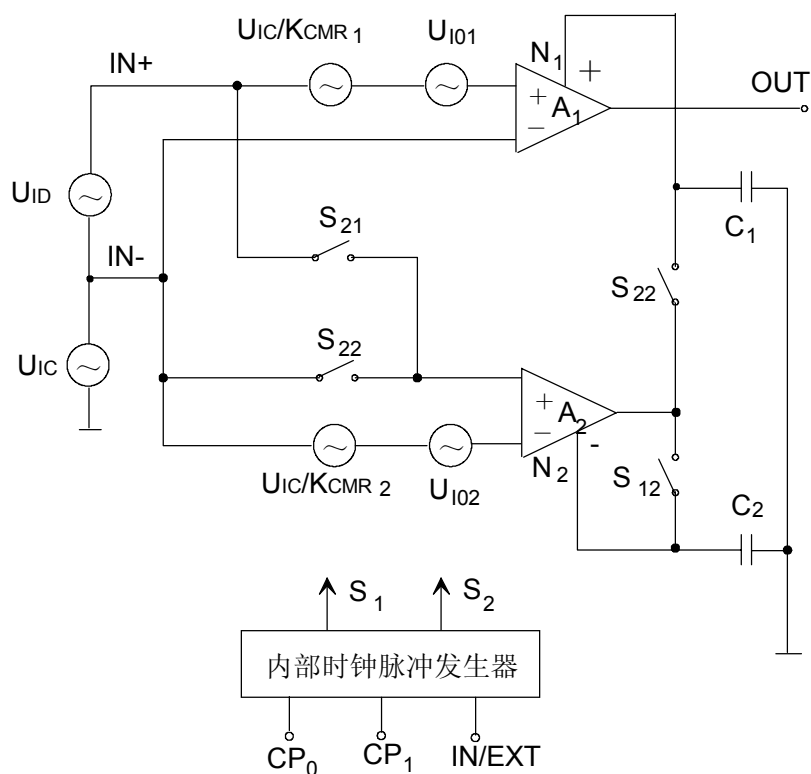 UIC/KCMR 1
UI01
N1
+
IN+
OUT
+
A1
−
UID
S21
C1
IN-
S22
S22
UIC
+
A2
−
-
N2
S12
UIC/KCMR 2
UI02
C2
S1
S2
内部时钟脉冲发生器
CP0
CP1
IN/EXT